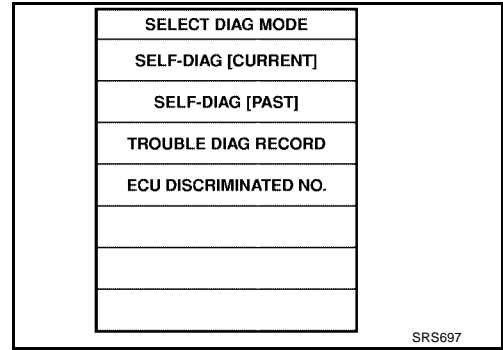 SELECT DIAG MODE
SELF-DIAG [CURRENT]
SELF-DIAG [PAST]
TROUBLE DIAG RECORD
ECU DISCRIMINATED NO.
SRS697